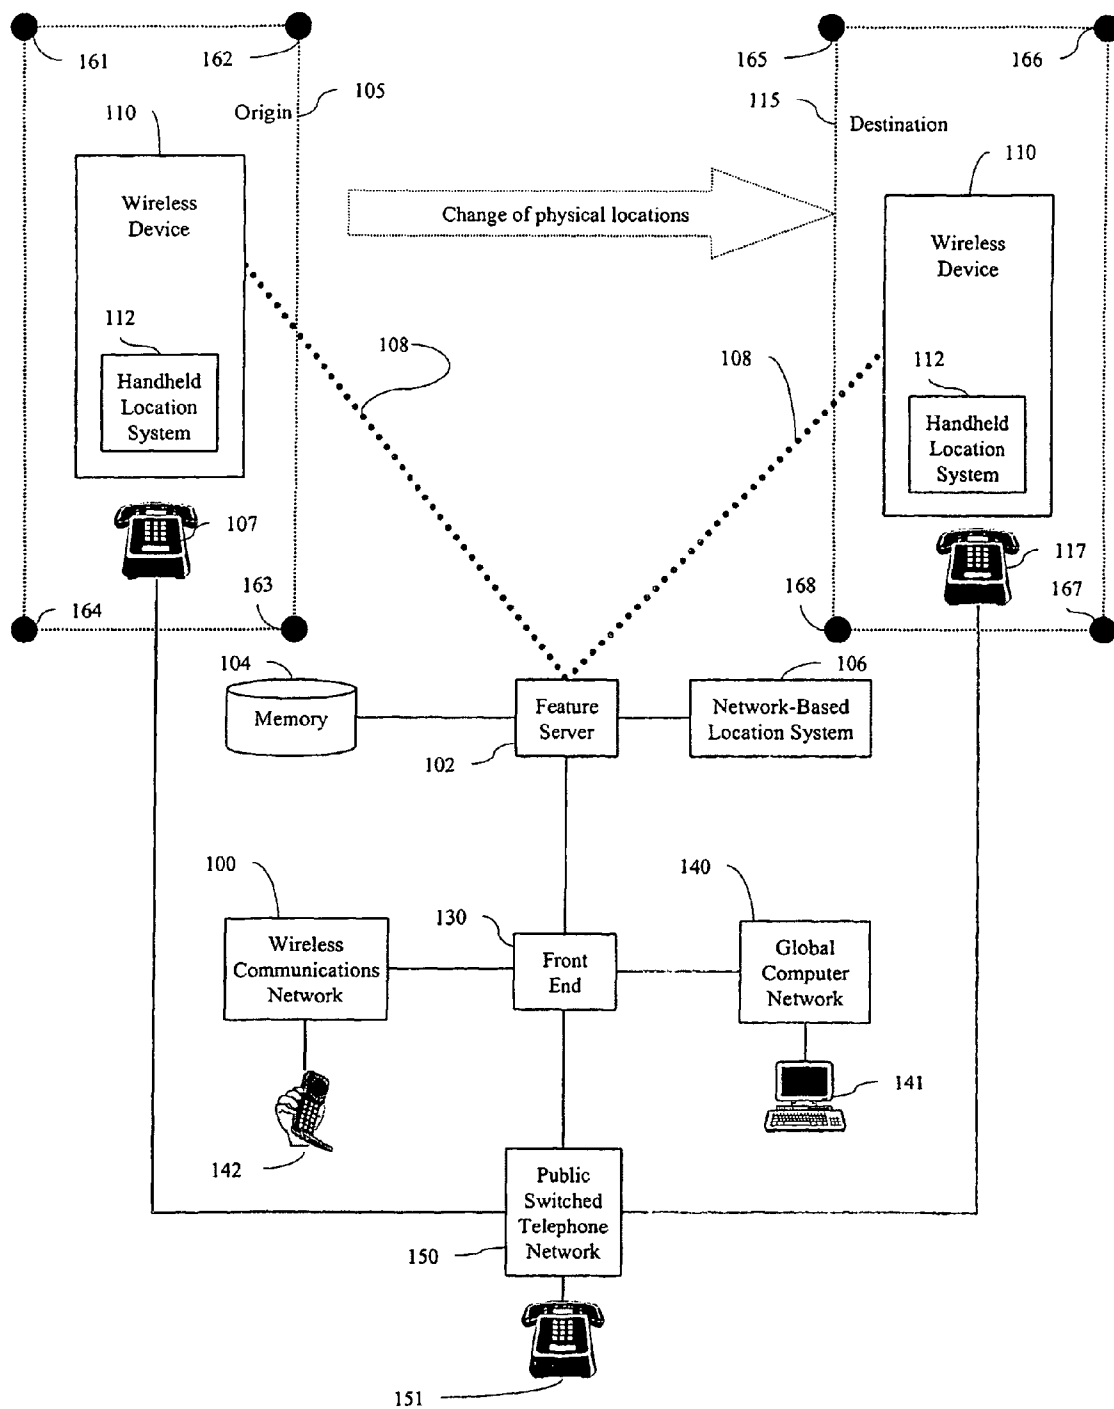 161
162
165
166
105
115
110
Origin
Destination
110
Wireless
Device
Change of physical locations
Wireless
Device
112
Handheld
Location
System
108
108
112
Handheld
Location
System
107
117
164
163
168
167
104
106
Memory
Feature
Server
Network-Based
Location System
102
100
140
130
Wireless
Communications
Network
Front
End
Global
Computer
Network
141
142
Public
Switched
Telephone
Network
150
151